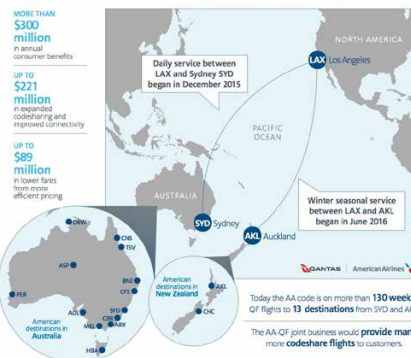 MORE THAN
$300
million
in annual
consumer benefits
UP TO
$221
million
in expanded
codesharing and
improved connectivity
UP TO
$89
million
in lower fares
from more
efficient pricing
NORTH AMERICA
LAX Los Angeles
Daily service between
LAX and Sydney SYD
began in December 2015
PACIFIC
OCEAN
AUSTRALIA
Winter seasonal service
between LAX and AKL
began in June 2016
SYD Sydney
AKL Auckland
QANTAS
American Airlines
DRW
CNS
TSV
ASP
BNE
CFS
PER
ADL
SYD
CBR
MEL
ABX
HBA
American
destinations in
Australia
American
destinations in
New Zealand
AKL
CHC
Today the AA code is on more than 130 week
QF flights to 13 destinations from SYD and A
The AA-QF joint business would provide mar
more codeshare flights to customers.